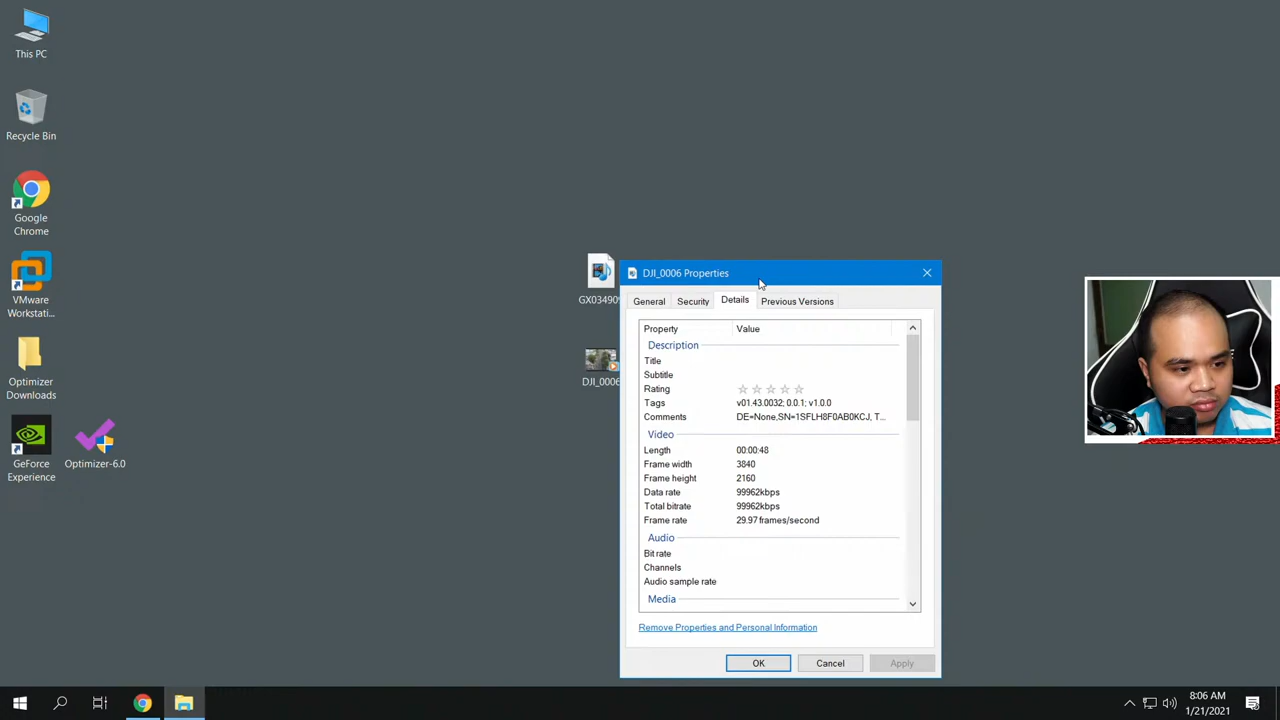 This PC
Recycle Bin
Google
Chrome
VMware
Workstati...
Optimizer
Downloads
GeForce
Experience
Optimizer-6.0
GX03490
DJI_0006
DJI_0006 Properties
General
Security
Details
Previous Versions
Property Value
Description
Title
Subtitle
Rating
Tags v01.43.0032; 0.0.1; v1.0.0
Comments DE=None,SN=1SFLH8F0AB0KCJ, T...
Video
Length 00:00:48
Frame width 3840
Frame height 2160
Data rate 99962kbps
Total bitrate 99962kbps
Frame rate 29.97 frames/second
Audio
Bit rate
Channels
Audio sample rate
Media
Remove Properties and Personal Information
OK
Cancel
Apply
8:06 AM
1/21/2021